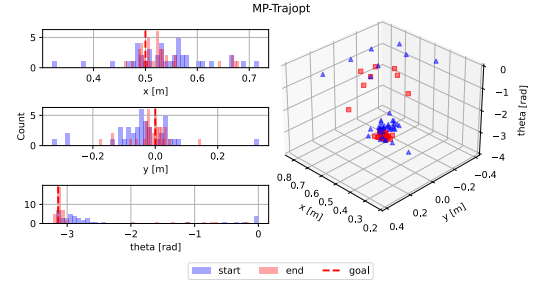 MP-Trajopt
5
0
0.4 0.5 0.6 0.7
x [m]
Count
5
0
−0.2 0.0 0.2
y [m]
10
0
−3 −2 −1 0
theta [rad]
0
−1
−2
−3
−4
theta [rad]
0.8 0.7 0.6 0.5 0.4 0.3 0.2
x [m]
0.4 0.2 0.0 −0.2 −0.4
y [m]
start end goal